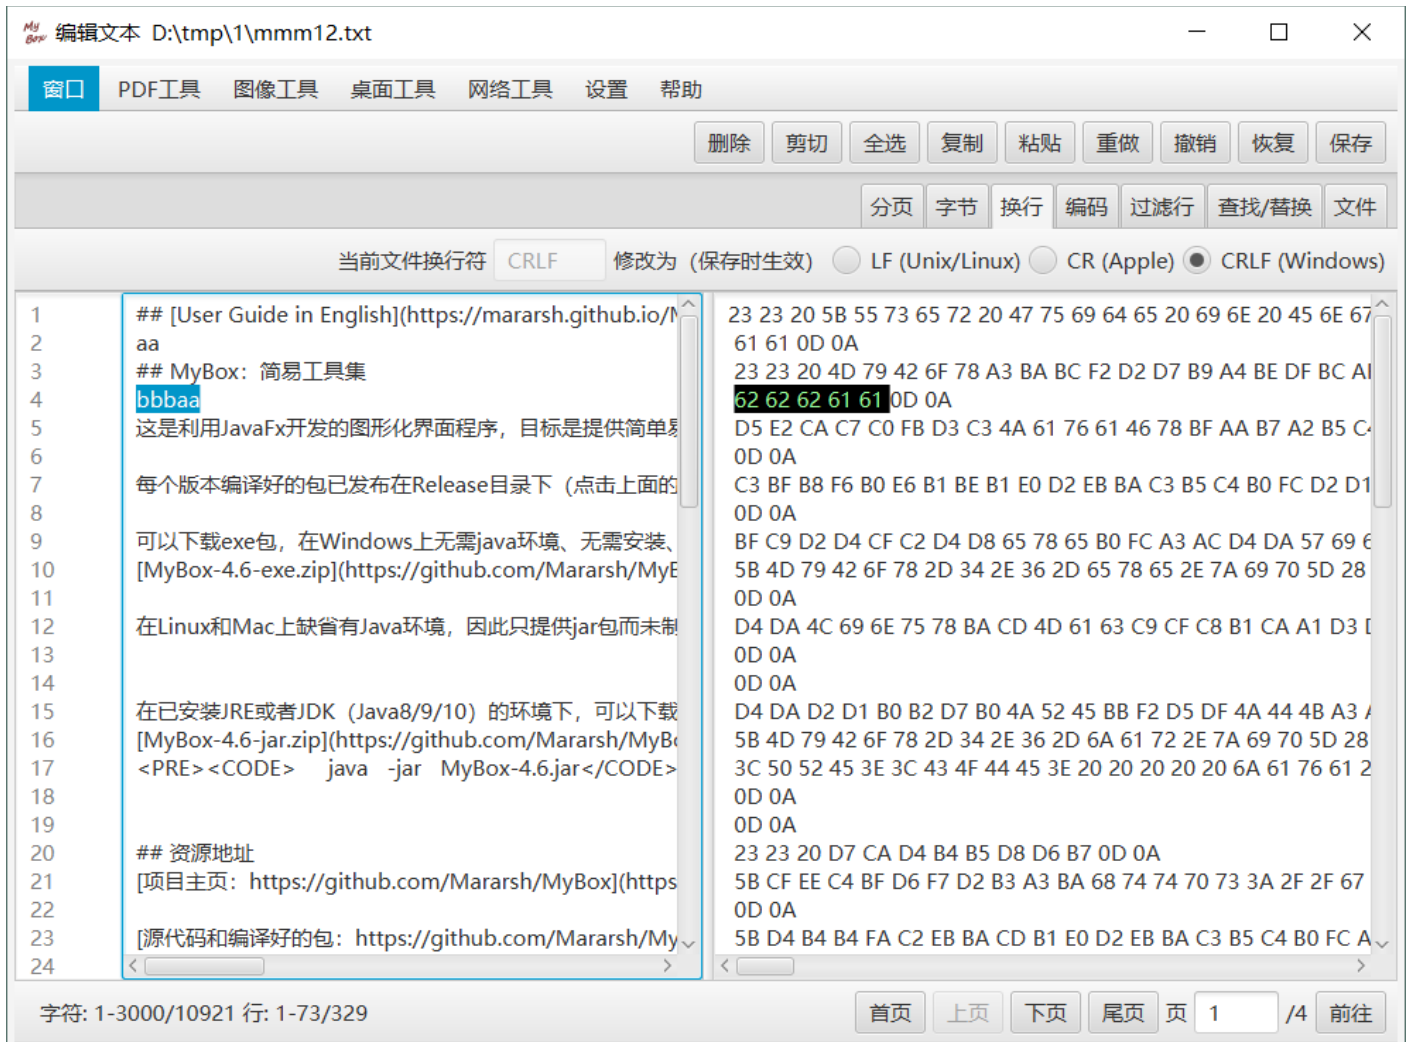 My Box 编辑文本 D:\tmp\1\mmm12.txt
窗口 PDF工具 图像工具 桌面工具 网络工具 设置 帮助
删除 剪切 全选 复制 粘贴 重做 撤销 恢复 保存
分页 字节 换行 编码 过滤行 查找/替换 文件
当前文件换行符 CRLF 修改为（保存时生效） LF (Unix/Linux) CR (Apple) CRLF (Windows)
1 ## [User Guide in English](https://mararsh.github.io/ 23 23 20 5B 55 73 65 72 20 47 75 69 64 65 20 69 6E 20 45 6E 67
2 aa 61 61 0D 0A
3 ## MyBox：简易工具集 23 23 20 4D 79 42 6F 78 A3 BA BC F2 D2 D7 B9 A4 BE DF BC
4 bbbaa 62 62 62 61 61 0D 0A
5 这是利用JavaFx开发的图形化界面程序，目标是提供简单 D5 E2 CA C7 C0 FB D3 C3 4A 61 76 61 46 78 BF AA B7 A2 B5
6 0D 0A
7 每个版本编译好的包已发布在Release目录下（点击上面的 C3 BF B8 F6 B0 E6 B1 BE B1 E0 D2 EB BA C3 B5 C4 B0 FC D2 D1
8 0D 0A
9 可以下载exe包，在Windows上无需java环境、无需安装、 BF C9 D2 D4 CF C2 D4 D8 65 78 65 B0 FC A3 AC D4 DA 57 69
10 [MyBox-4.6-exe.zip](https://github.com/Mararsh/My 5B 4D 79 42 6F 78 2D 34 2E 36 2D 65 78 65 2E 7A 69 70 5D 28
11 0D 0A
12 在Linux和Mac上缺省有Java环境，因此只提供jar包而未制 D4 DA 4C 69 6E 75 78 BA CD 4D 61 63 C9 CF C8 B1 CA A1 D3
13 0D 0A
14 0D 0A
15 在已安装JRE或者JDK（Java8/9/10）的环境下，可以下载 D4 DA D2 D1 B0 B2 D7 B0 4A 52 45 BB F2 D5 DF 4A 44 4B A3
16 [MyBox-4.6-jar.zip](https://github.com/Mararsh/MyB 5B 4D 79 42 6F 78 2D 34 2E 36 2D 6A 61 72 2E 7A 69 70 5D 28
17 <PRE><CODE> java -jar MyBox-4.6.jar</CODE> 3C 50 52 45 3E 3C 43 4F 44 45 3E 20 20 20 20 20 6A 61 76 61 2
18 0D 0A
19 0D 0A
20 ## 资源地址 23 23 20 D7 CA D4 B4 B5 D8 D6 B7 0D 0A
21 [项目主页：https://github.com/Mararsh/MyBox](https 5B CF EE C4 BF D6 F7 D2 B3 A3 BA 68 74 74 70 73 3A 2F 2F 67
22 0D 0A
23 [源代码和编译好的包：https://github.com/Mararsh/My 5B D4 B4 B4 FA C2 EB BA CD B1 E0 D2 EB BA C3 B5 C4 B0 FC A
24
字符: 1-3000/10921 行: 1-73/329 首页 上页 下页 尾页 页 1 /4 前往